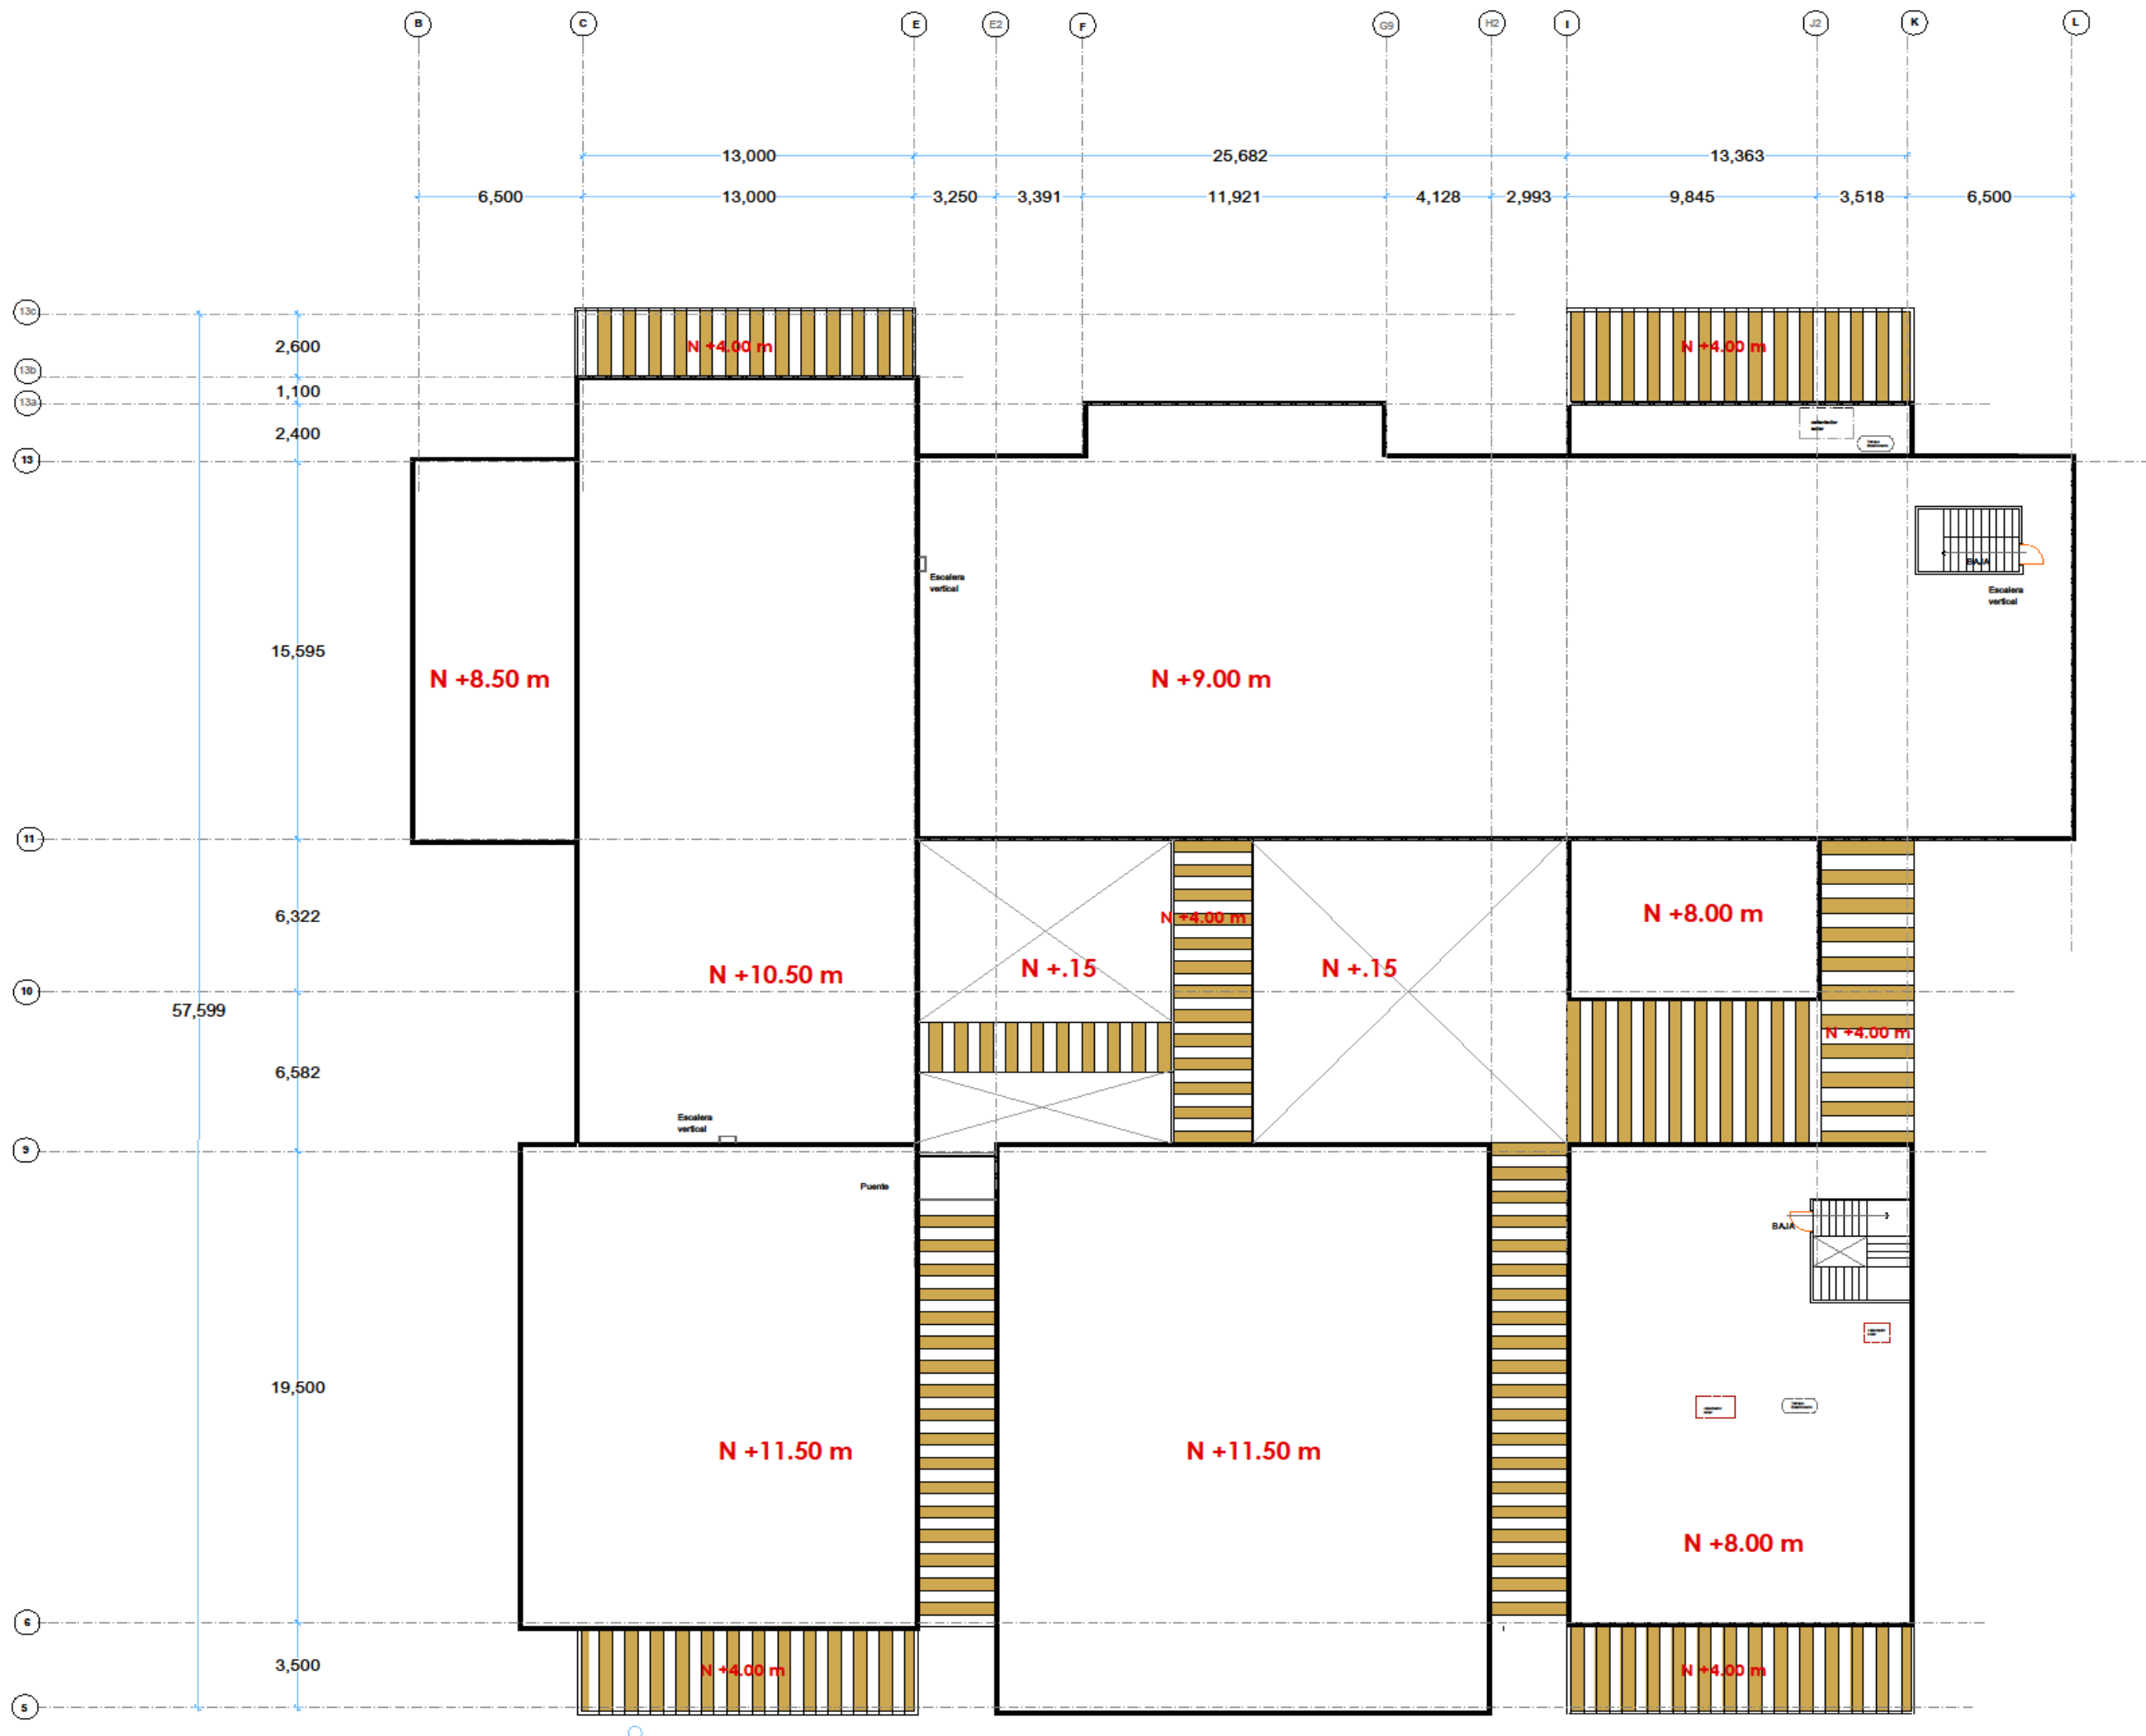 B C E E2 F G9 H2 I J2 K L
13,000 25,682 13,363
6,500 13,000 3,250 3,391 11,921 4,128 2,993 9,845 3,518 6,500
13c
2,600
N +4.00 m N +4.00 m
13b
1,100
13a
2,400
13
BAJA
Escalera
vertical
Escalera
vertical
15,595
N +8.50 m N +9.00 m
11
6,322
N +4.00 m
N +8.00 m
N +10.50 m N +.15 N +.15
10
57,599
N +4.00 m
6,582
Escalera
vertical
9
Puente
BAJA
19,500
N +11.50 m N +11.50 m
N +8.00 m
6
3,500
N +4.00 m N +4.00 m
5